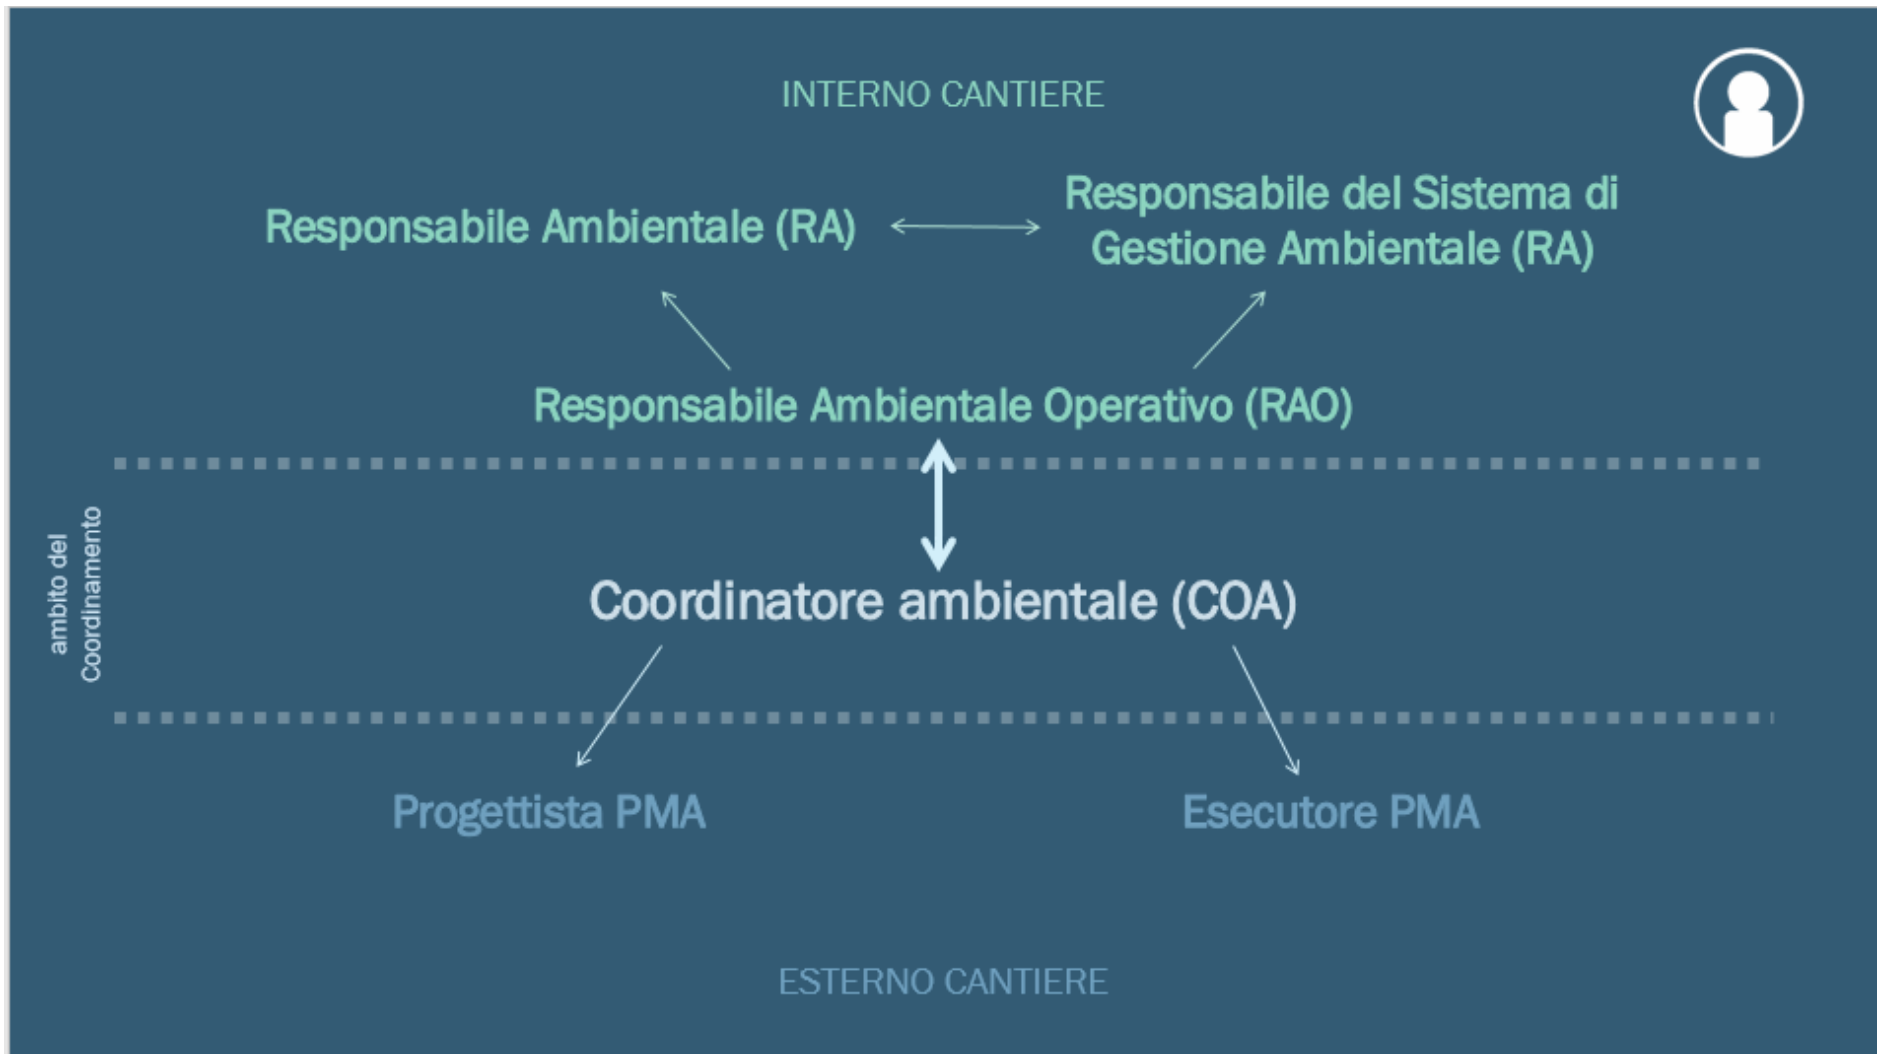 INTERNO CANTIERE
Responsabile Ambientale (RA)
Responsabile del Sistema di
Gestione Ambientale (RA)
Responsabile Ambientale Operativo (RAO)
ambito del
Coordinamento
Coordinatore ambientale (COA)
Progettista PMA
Esecutore PMA
ESTERNO CANTIERE